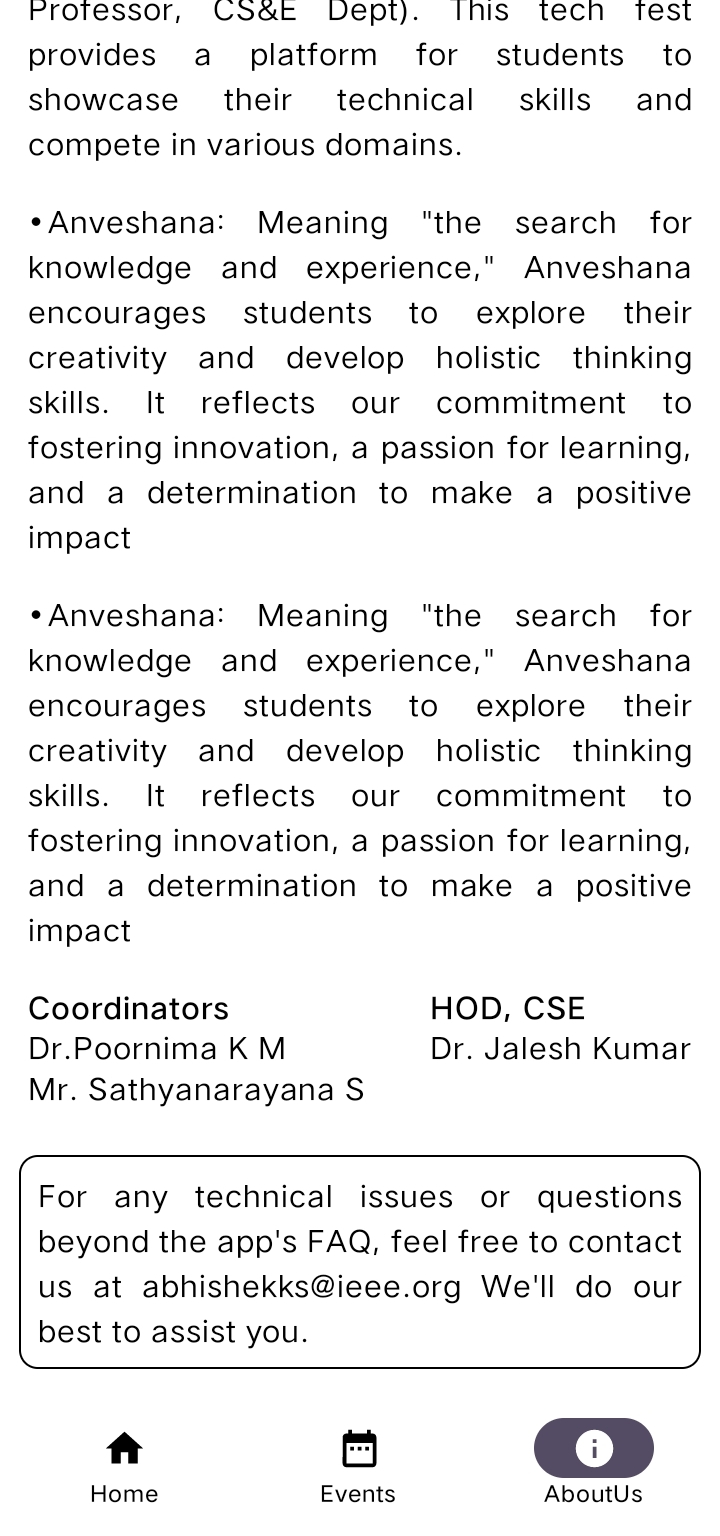 Professor, CS&E Dept). This tech fest
provides a platform for students to
showcase their technical skills and
compete in various domains.
•Anveshana: Meaning "the search for
knowledge and experience," Anveshana
encourages students to explore their
creativity and develop holistic thinking
skills. It reflects our commitment to
fostering innovation, a passion for learning,
and a determination to make a positive
impact
•Anveshana: Meaning "the search for
knowledge and experience," Anveshana
encourages students to explore their
creativity and develop holistic thinking
skills. It reflects our commitment to
fostering innovation, a passion for learning,
and a determination to make a positive
impact
Coordinators
Dr.Poornima K M
Mr. Sathyanarayana S
HOD, CSE
Dr. Jalesh Kumar
For any technical issues or questions
beyond the app's FAQ, feel free to contact
us at abhishekks@ieee.org We'll do our
best to assist you.
Home
Events
AboutUs